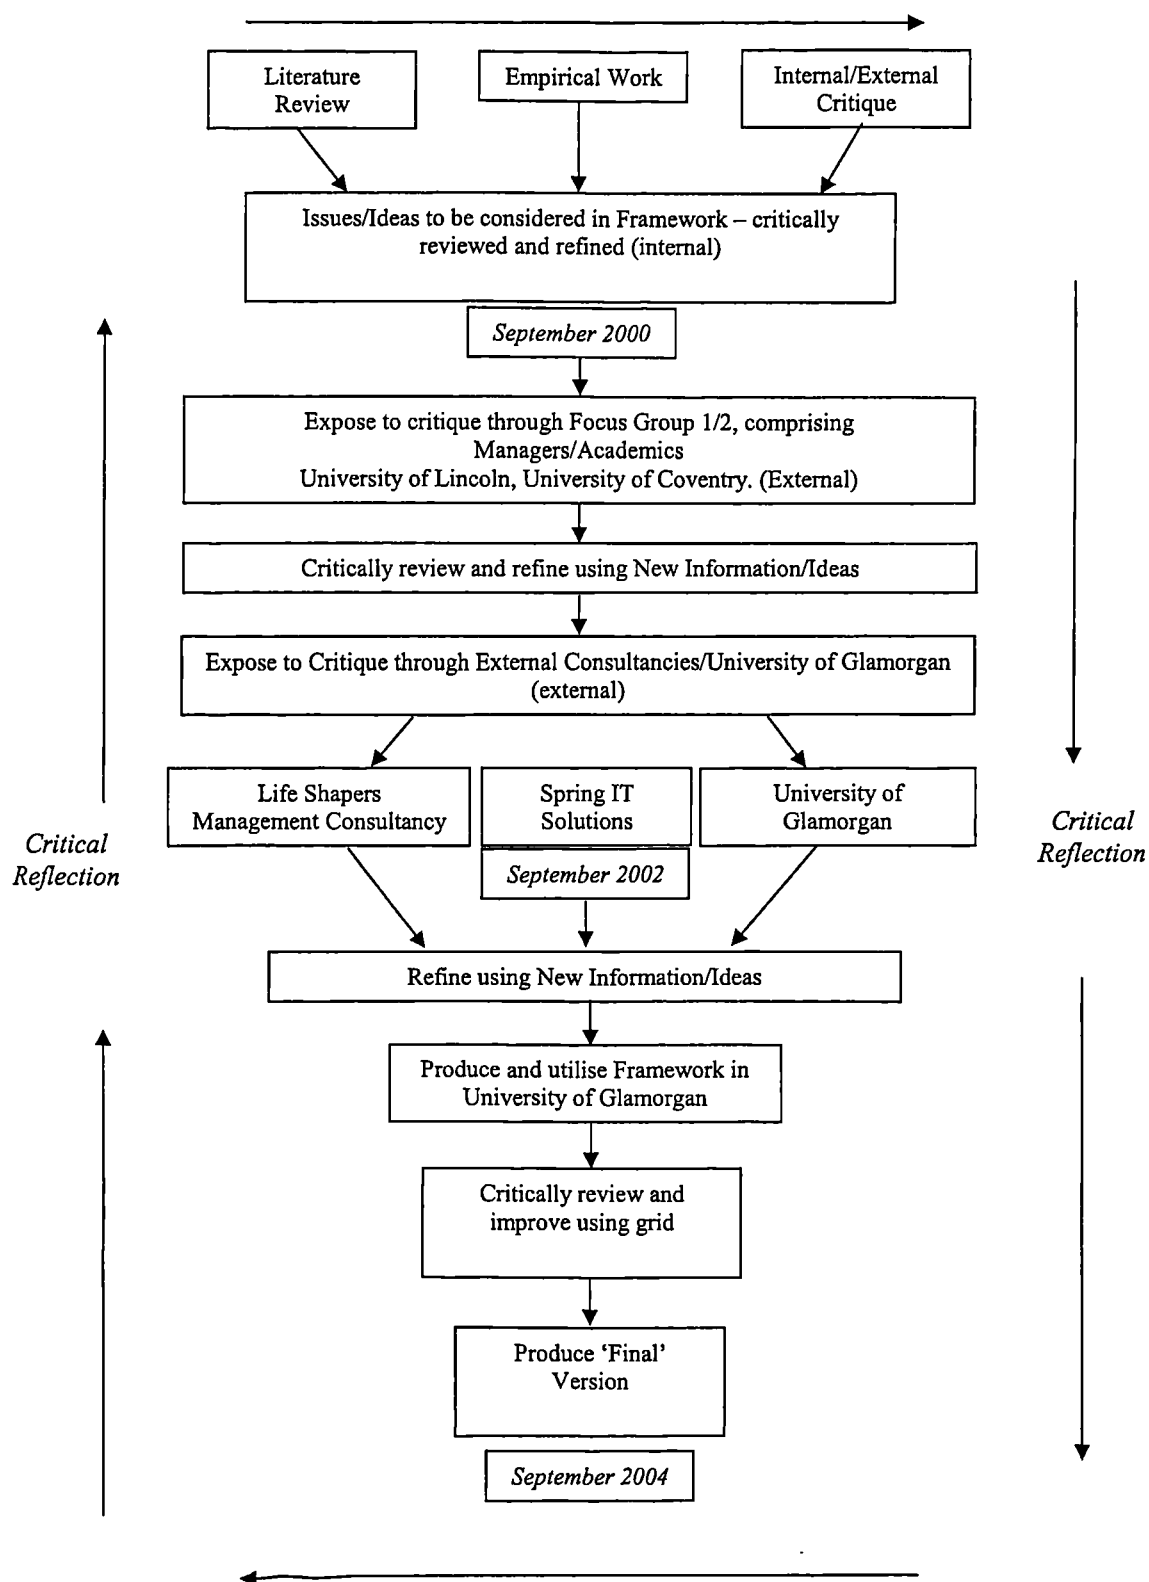 Literature
Review
Empirical Work
Internal/External
Critique
Issues/Ideas to be considered in Framework – critically
reviewed and refined (internal)
September 2000
Expose to critique through Focus Group 1/2, comprising
Managers/Academics
University of Lincoln, University of Coventry. (External)
Critically review and refine using New Information/Ideas
Expose to Critique through External Consultancies/University of Glamorgan
(external)
Life Shapers
Management Consultancy
Spring IT
Solutions
University of
Glamorgan
September 2002
Critical
Reflection
Critical
Reflection
Refine using New Information/Ideas
Produce and utilise Framework in
University of Glamorgan
Critically review and
improve using grid
Produce ‘Final’
Version
September 2004